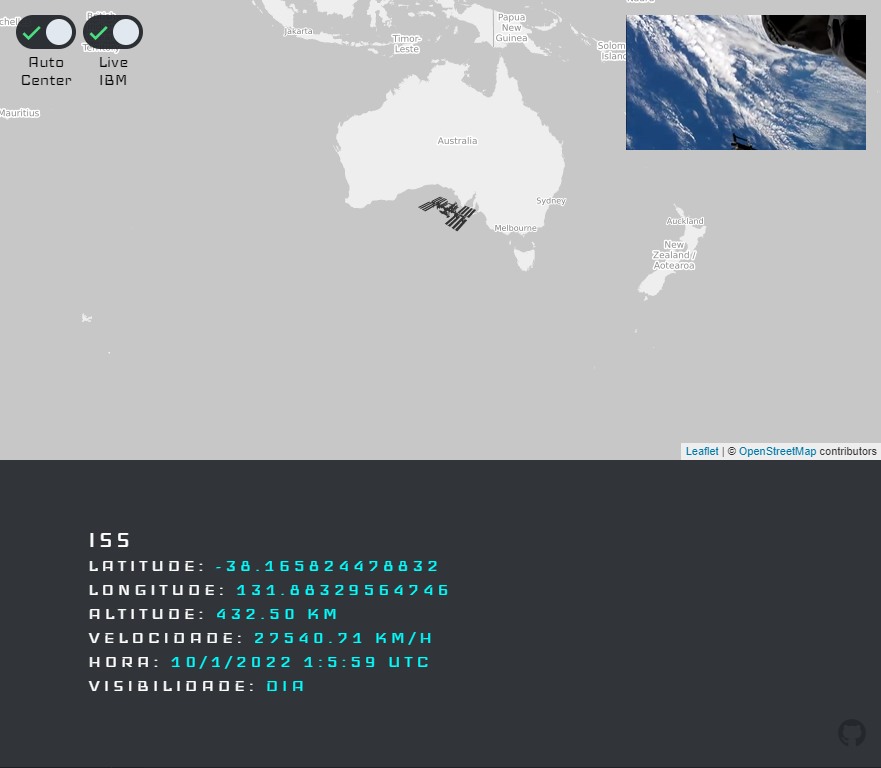 Jakarta
Timor-
Leste
Papua
New
Guinea
Auto
Center
Live
IBM
Mauritius
Australia
Sydney
Melbourne
Auckland
New
Zealand /
Aotearoa
Leaflet | © OpenStreetMap contributors
ISS
LATITUDE: -38.165824478832
LONGITUDE: 131.88329564746
ALTITUDE: 432.50 KM
VELOCIDADE: 27540.71 KM/H
HORA: 10/1/2022 1:5:59 UTC
VISIBILIDADE: DIA